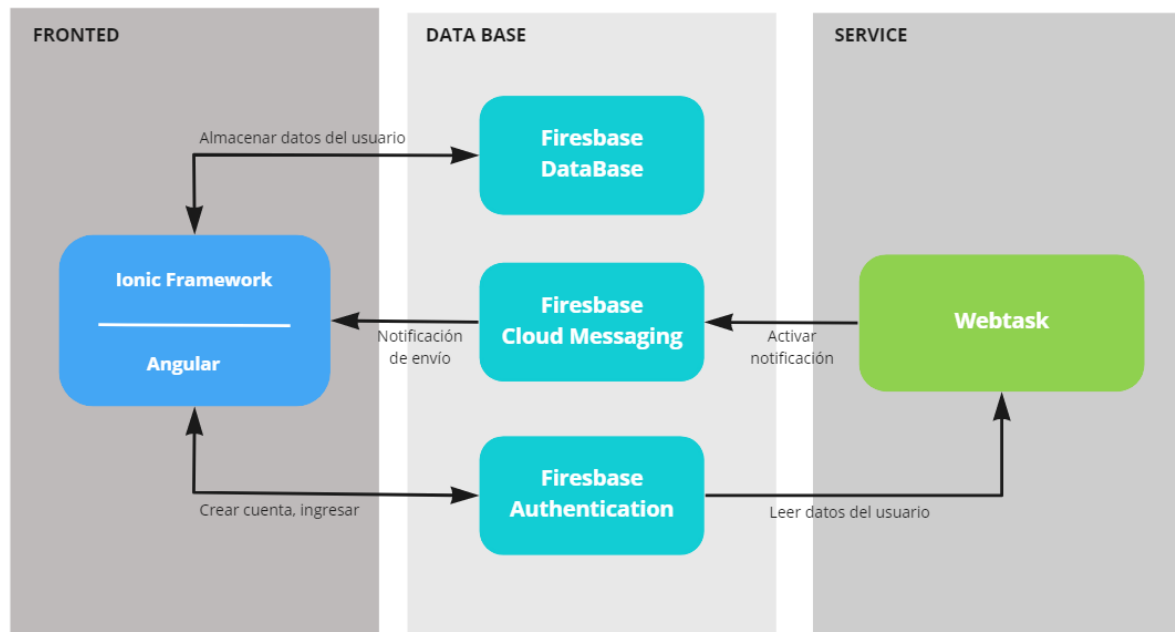 FRONTED
DATA BASE
SERVICE
Almacenar datos del usuario
Firesbase
DataBase
Ionic Framework
Angular
Notificación
de envío
Firesbase
Cloud Messaging
Activar
notificación
Webtask
Crear cuenta, ingresar
Firesbase
Authentication
Leer datos del usuario